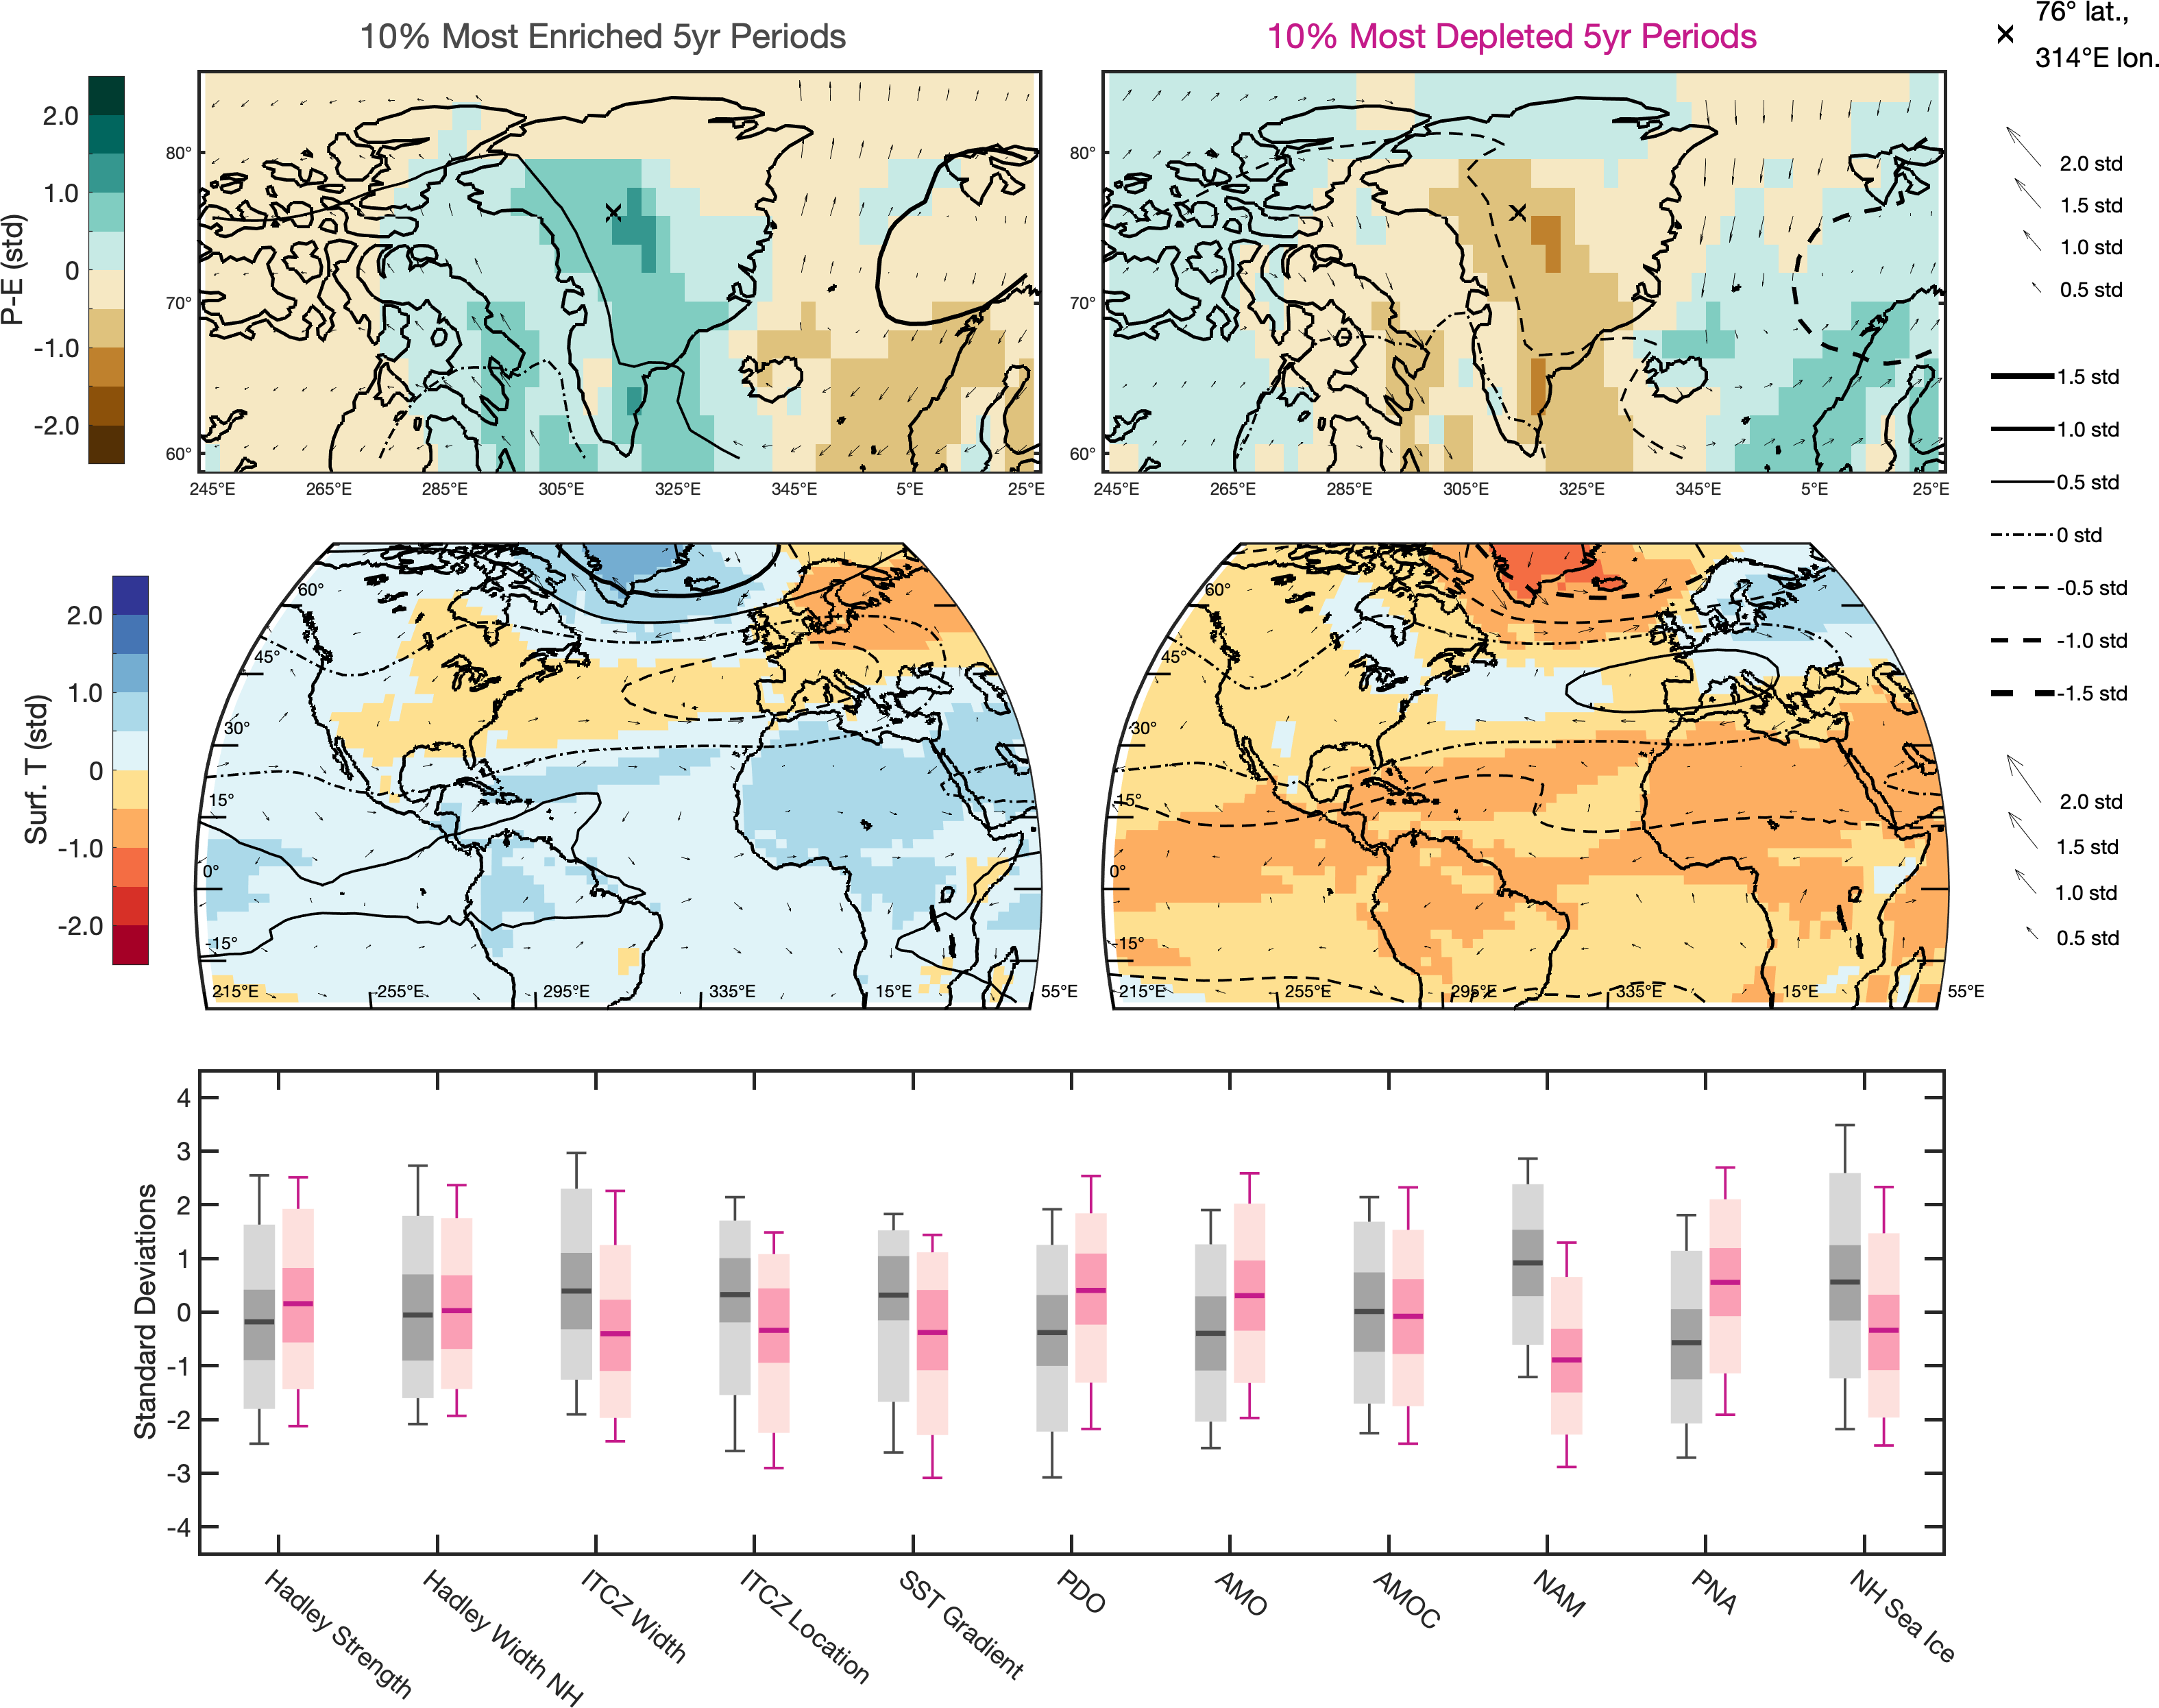 10% Most Enriched 5yr Periods
10% Most Depleted 5yr Periods
76° lat.,
314°E lon.
P-E (std)
2.0
1.0
0
-1.0
-2.0
80°
70°
60°
245°E
265°E
285°E
305°E
325°E
345°E
5°E
25°E
80°
70°
60°
245°E
265°E
285°E
305°E
325°E
345°E
5°E
25°E
2.0 std
1.5 std
1.0 std
0.5 std
1.5 std
1.0 std
0.5 std
0 std
-0.5 std
-1.0 std
-1.5 std
Surf. T (std)
2.0
1.0
0
-1.0
-2.0
60°
45°
30°
15°
0°
-15°
215°E
255°E
295°E
335°E
15°E
55°E
60°
45°
30°
15°
0°
-15°
215°E
255°E
295°E
335°E
15°E
55°E
2.0 std
1.5 std
1.0 std
0.5 std
Standard Deviations
4
3
2
1
0
-1
-2
-3
-4
Hadley Strength
Hadley Width NH
ITCZ Width
ITCZ Location
SST Gradient
PDO
AMO
AMOC
NAM
PNA
NH Sea Ice